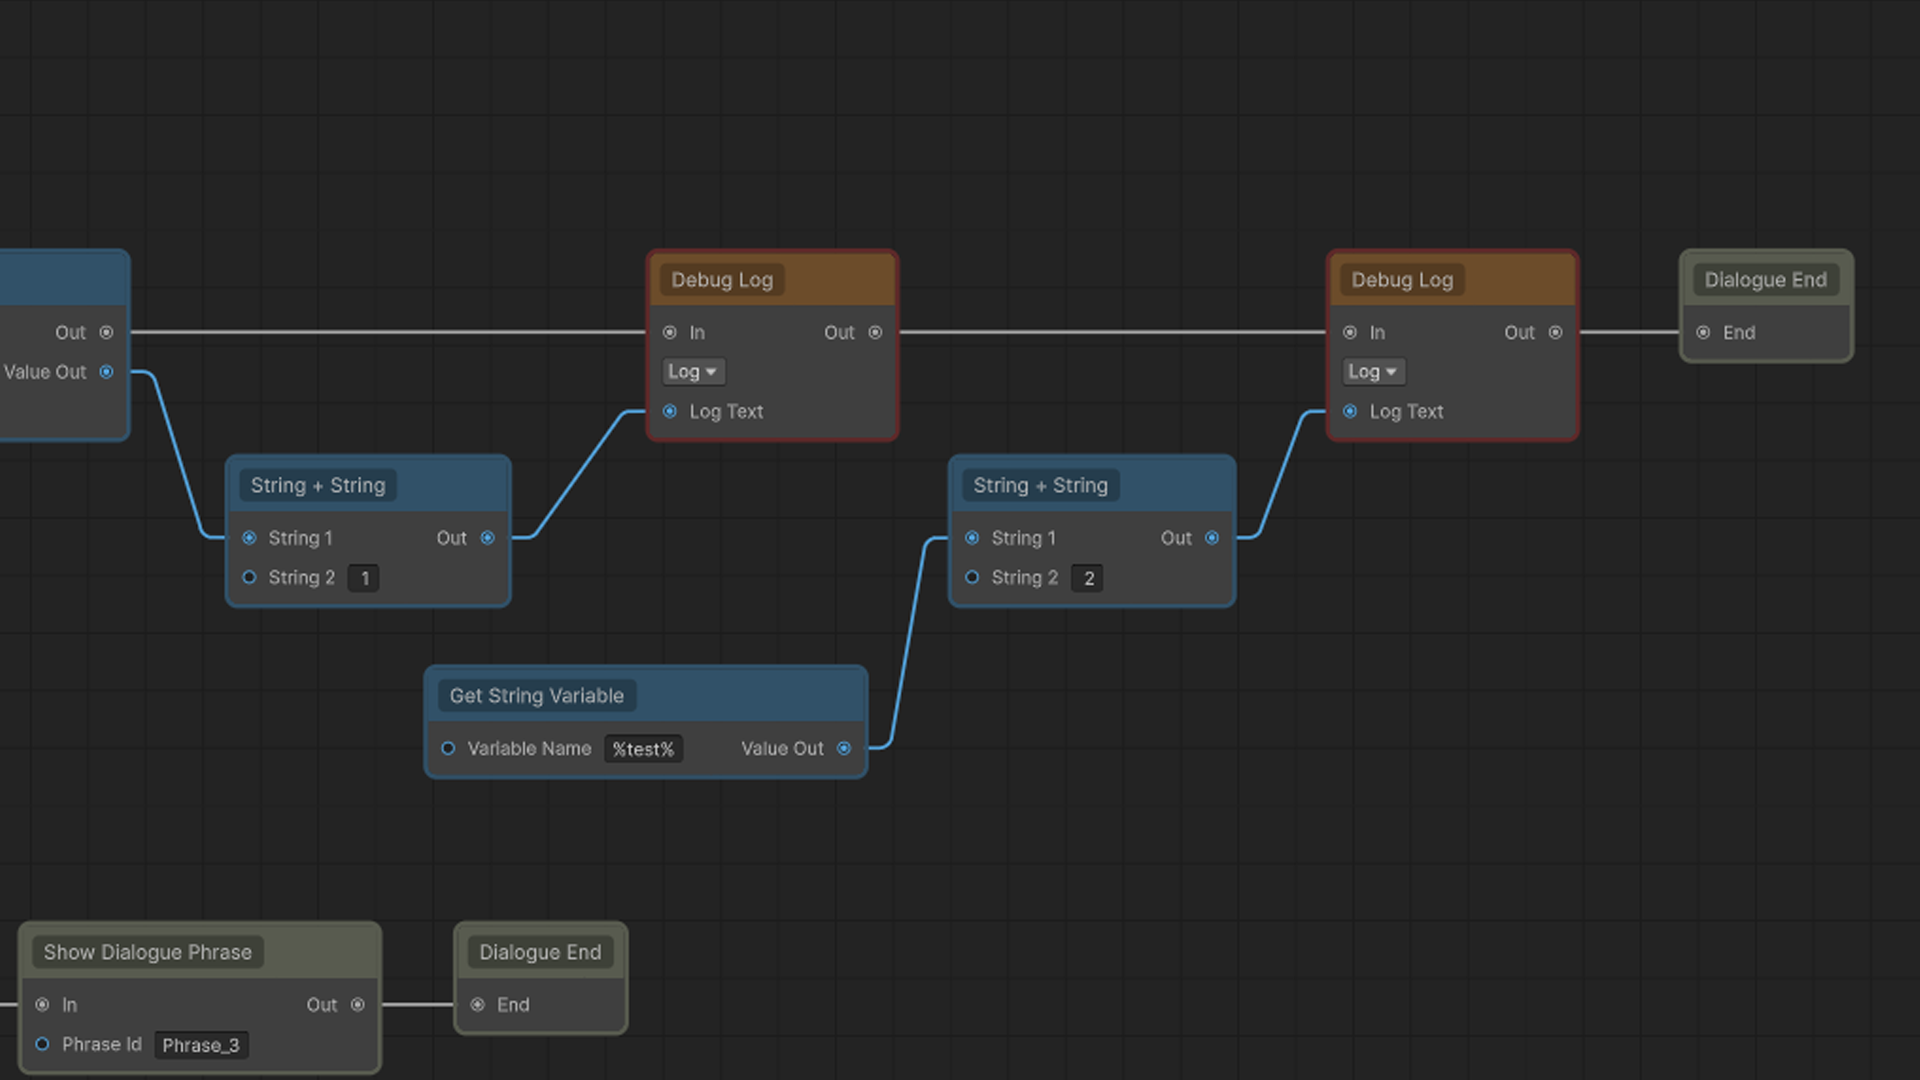 Debug Log
Debug Log
Dialogue End
Out
In
Out
In
Out
End
Value Out
Log
Log
Log Text
Log Text
String + String
String + String
String 1
Out
String 1
Out
String 2
1
String 2
2
Get String Variable
Variable Name
%test%
Value Out
Show Dialogue Phrase
Dialogue End
In
Out
End
Phrase Id
Phrase_3